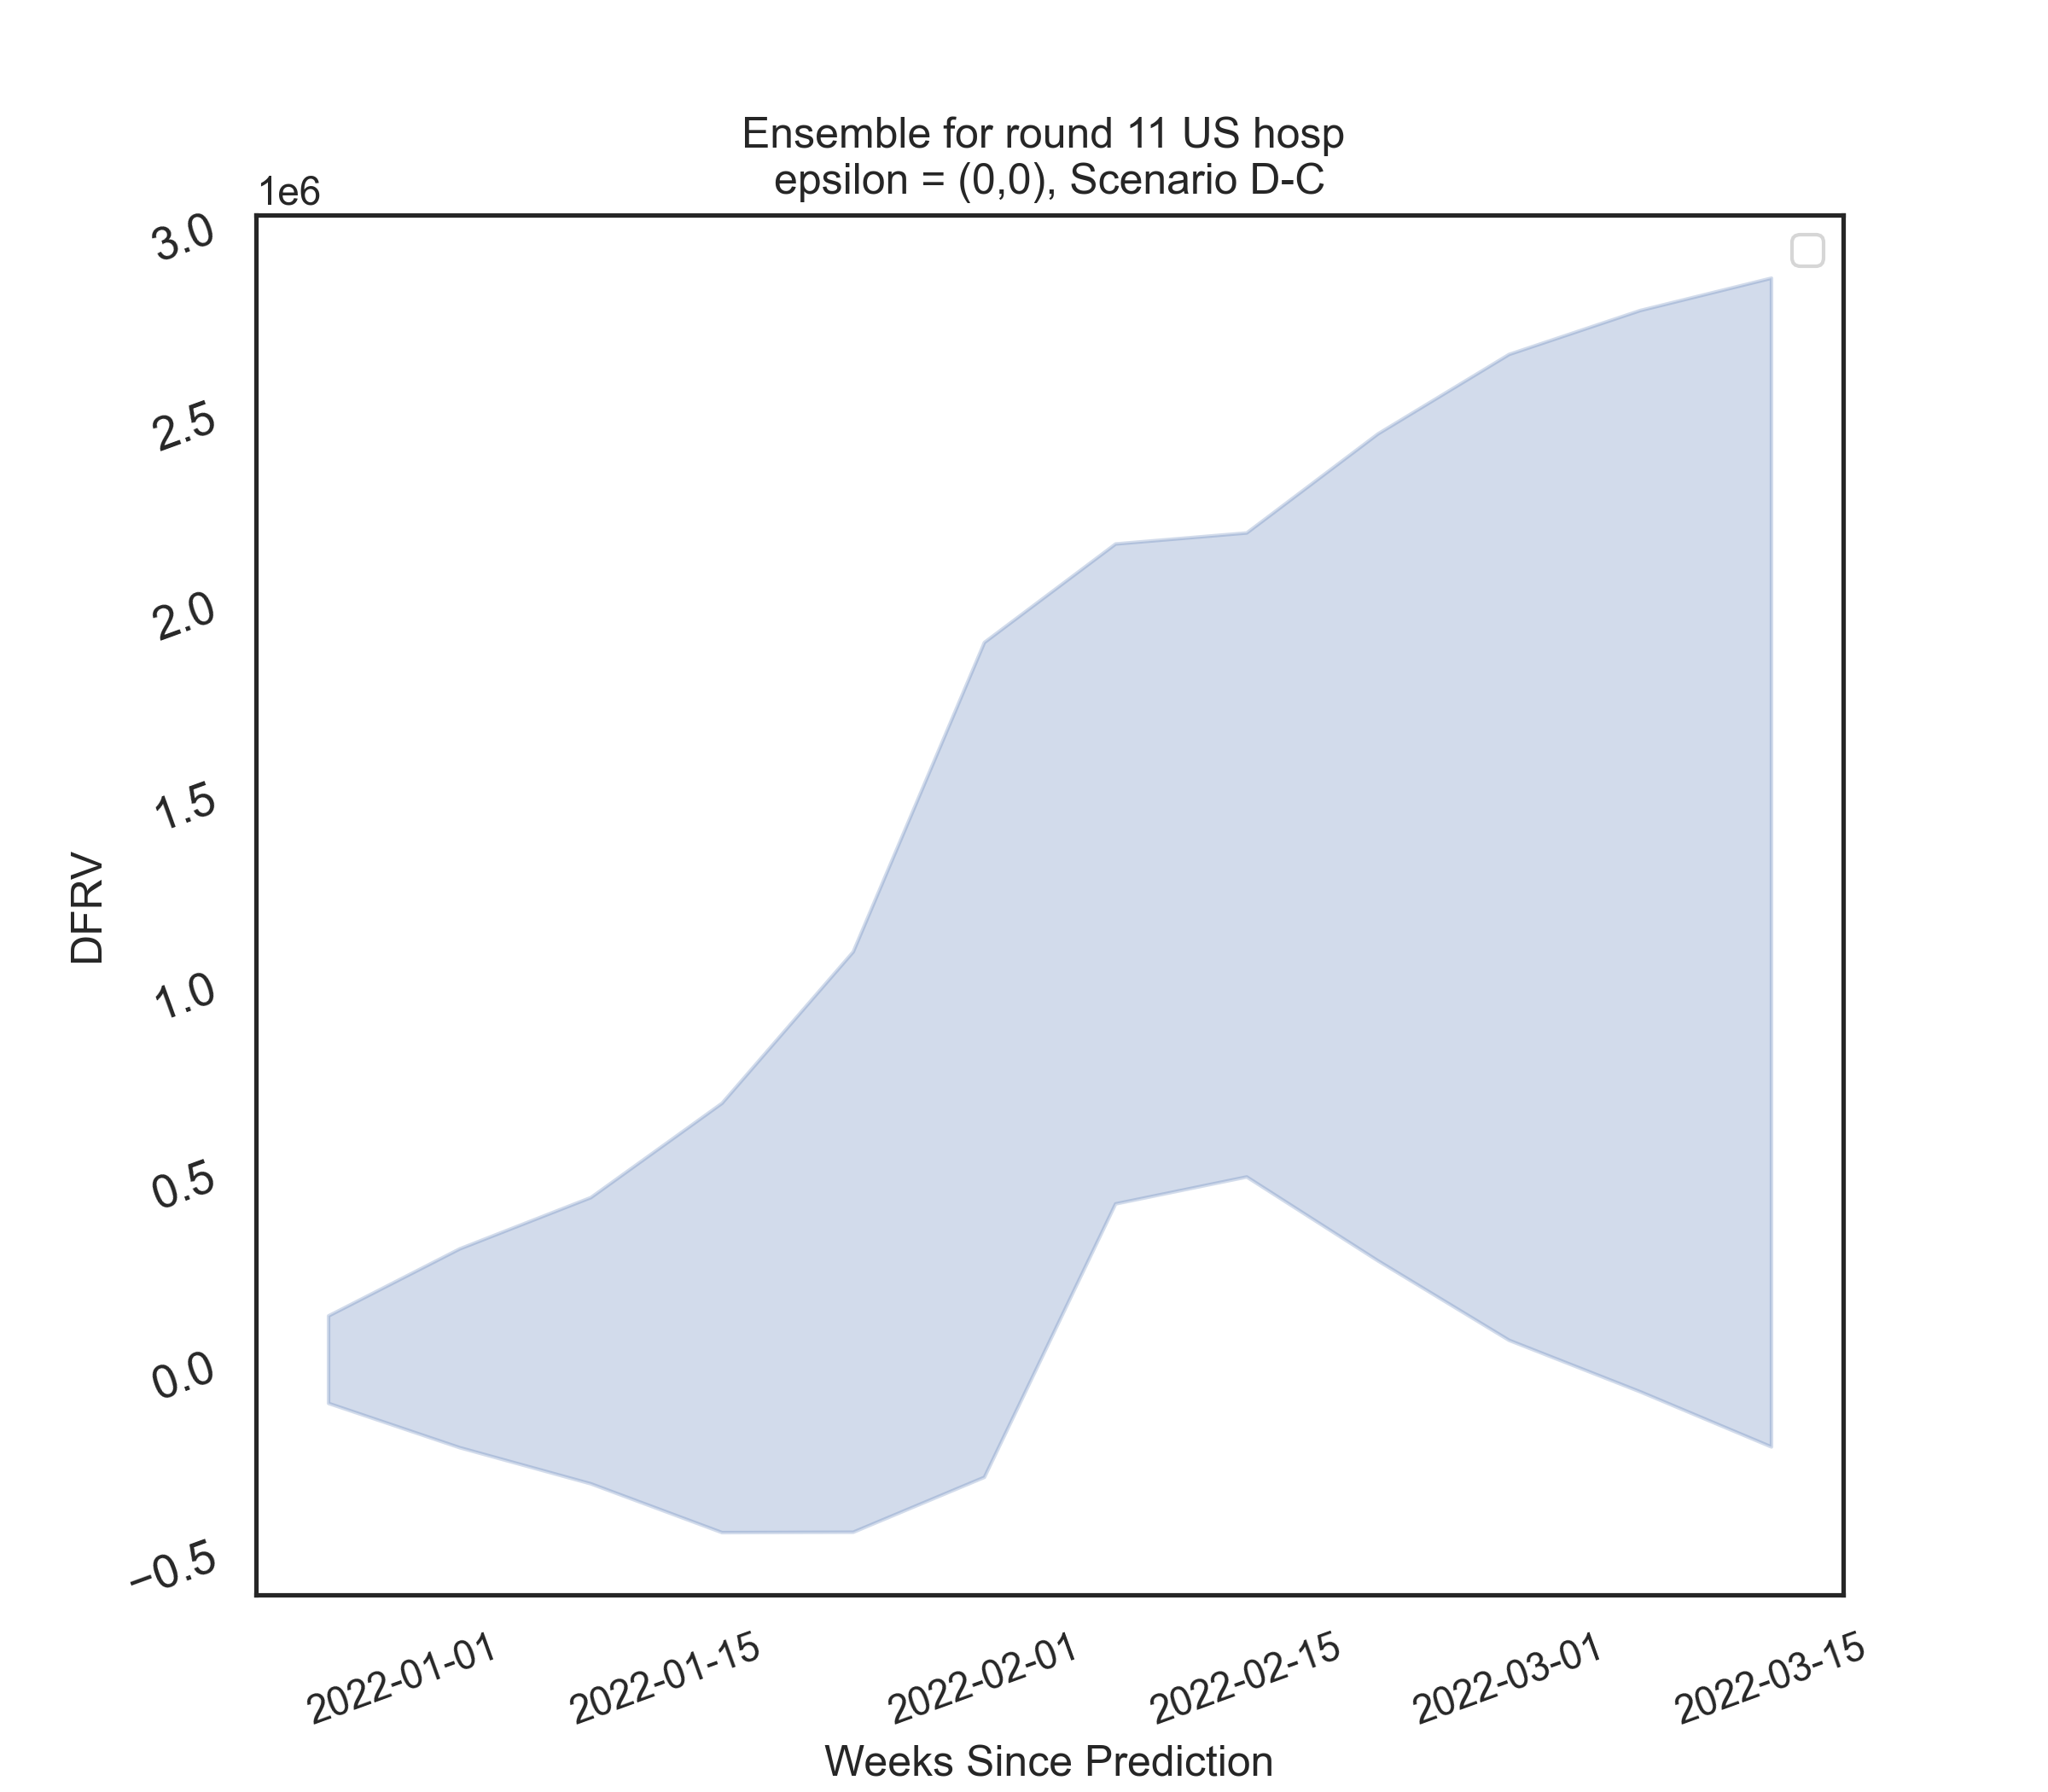 Ensemble for round 11 US hosp
epsilon = (0,0), Scenario D-C
1e6
3.0
2.5
2.0
1.5
1.0
0.5
0.0
−0.5
DFRV
2022-01-01
2022-01-15
2022-02-01
2022-02-15
2022-03-01
2022-03-15
Weeks Since Prediction